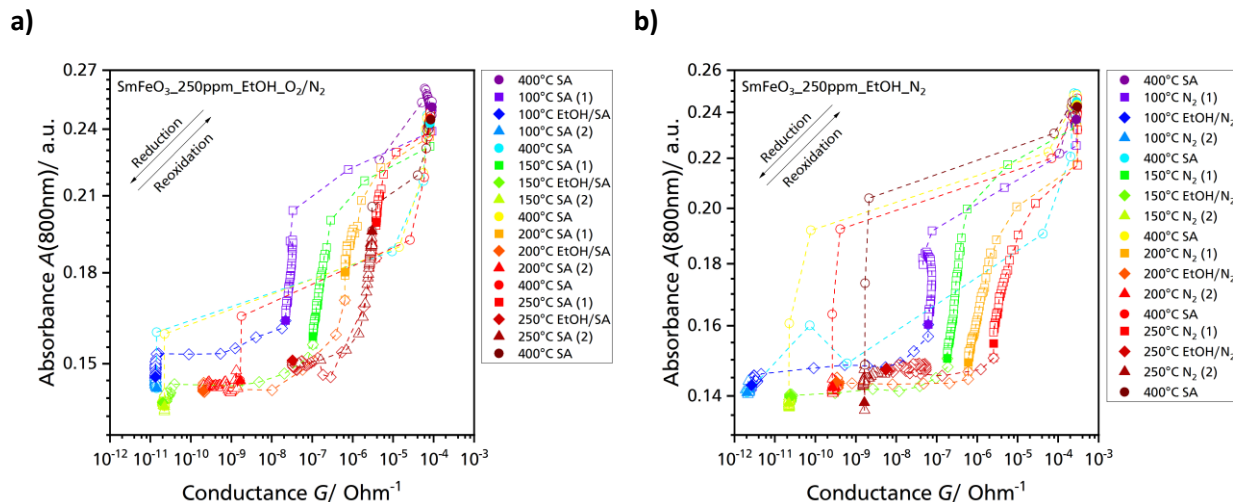 a)
SmFeO₃_250ppm_EtOH_O₂/N₂
Reduction
Reoxidation
0.27
0.24
0.21
0.18
0.15
Absorbance A(800nm)/ a.u.
10⁻¹² 10⁻¹¹ 10⁻¹⁰ 10⁻⁹ 10⁻⁸ 10⁻⁷ 10⁻⁶ 10⁻⁵ 10⁻⁴ 10⁻³
Conductance G/ Ohm⁻¹
400°C SA
100°C SA (1)
100°C EtOH/SA
100°C SA (2)
400°C SA
150°C SA (1)
150°C EtOH/SA
150°C SA (2)
400°C SA
200°C SA (1)
200°C EtOH/SA
200°C SA (2)
400°C SA
250°C SA (1)
250°C EtOH/SA
250°C SA (2)
400°C SA
b)
SmFeO₃_250ppm_EtOH_N₂
Reduction
Reoxidation
0.26
0.24
0.22
0.20
0.18
0.16
0.14
Absorbance A(800nm)/ a.u.
10⁻¹² 10⁻¹¹ 10⁻¹⁰ 10⁻⁹ 10⁻⁸ 10⁻⁷ 10⁻⁶ 10⁻⁵ 10⁻⁴ 10⁻³
Conductance G/ Ohm⁻¹
400°C SA
100°C N₂ (1)
100°C EtOH/N₂
100°C N₂ (2)
400°C SA
150°C N₂ (1)
150°C EtOH/N₂
150°C N₂ (2)
400°C SA
200°C N₂ (1)
200°C EtOH/N₂
200°C N₂ (2)
400°C SA
250°C N₂ (1)
250°C EtOH/N₂
250°C N₂ (2)
400°C SA